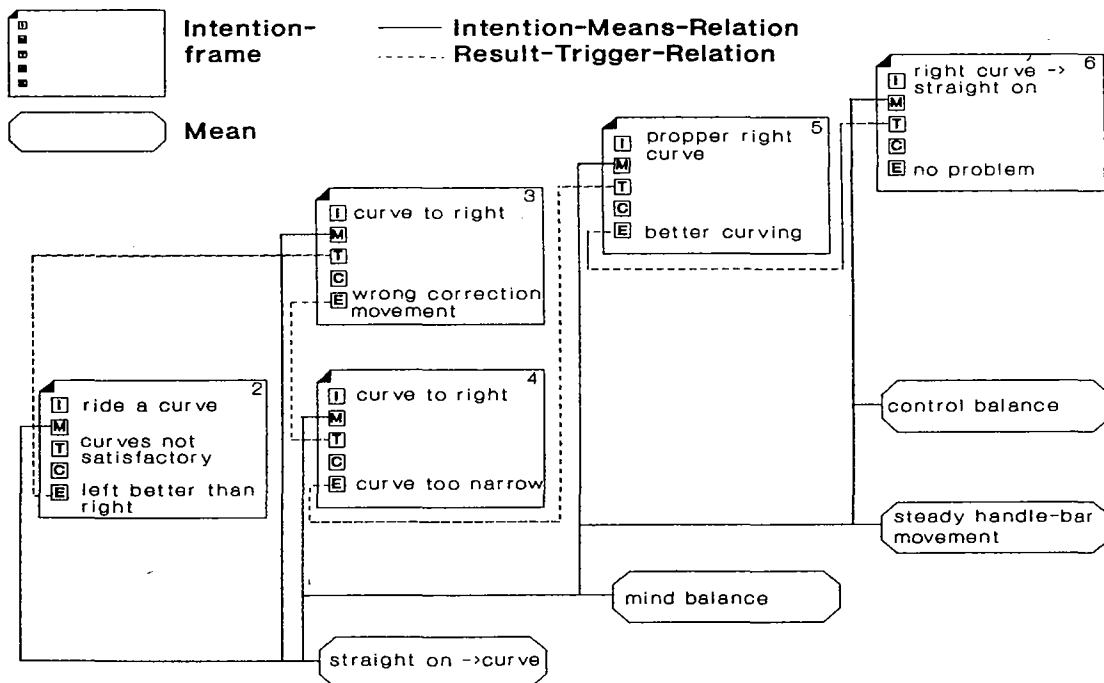 Intention-
frame
Intention-Means-Relation
Result-Trigger-Relation
Mean
6
I right curve ->
straight on
M
T
C
E no problem
5
I propper right
curve
M
T
C
E better curving
3
I curve to right
M
T
C
E wrong correction
movement
2
I ride a curve
M
T curves not
satisfactory
C
E left better than
right
4
I curve to right
M
T
C
E curve too narrow
control balance
steady handle-bar
movement
mind balance
straight on ->curve